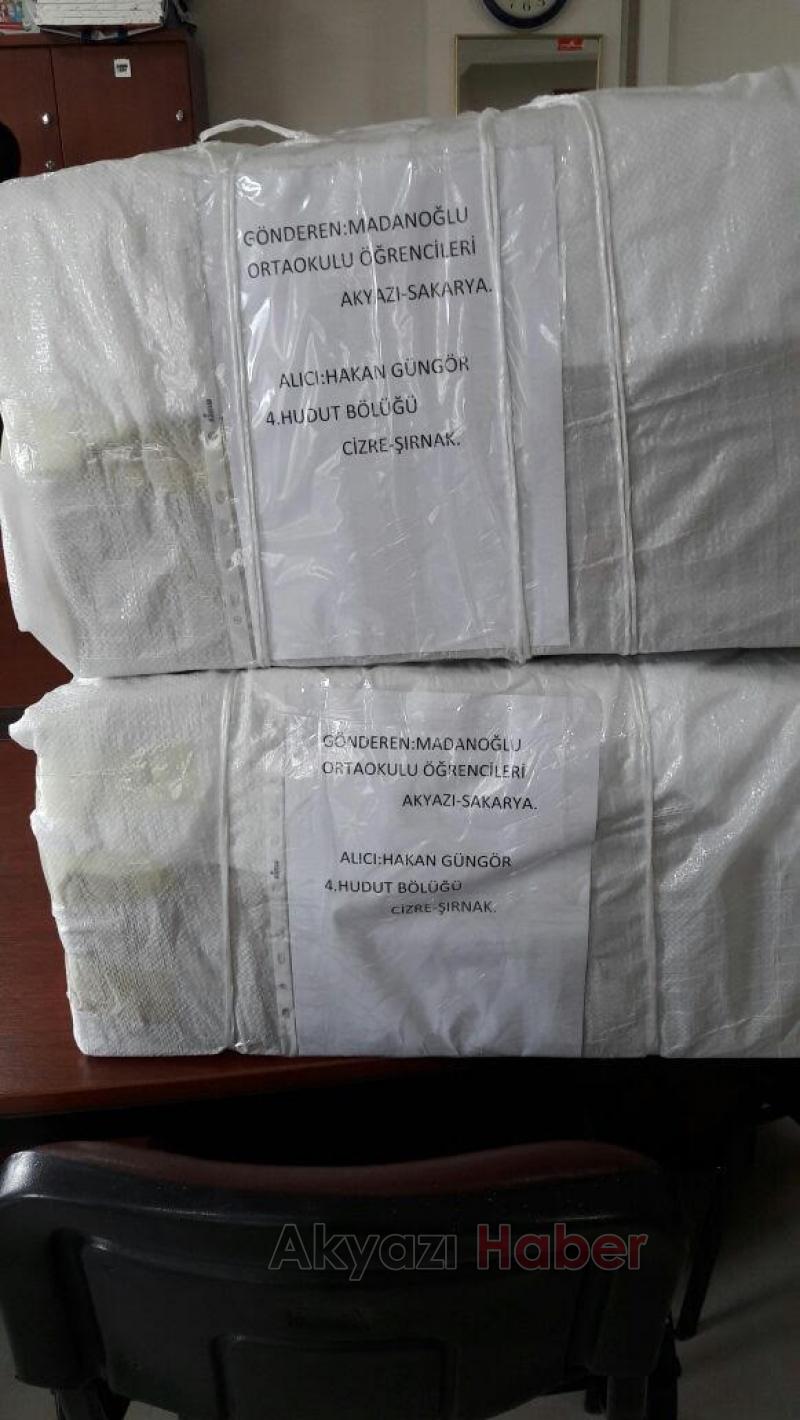 GÖNDEREN:MADANOĞLU
ORTAOKULU ÖĞRENCİLERİ
AKYAZI-SAKARYA.
ALICI:HAKAN GÜNGÖR
4.HUDUT BÖLÜĞÜ
CİZRE-ŞIRNAK.
GÖNDEREN:MADANOĞLU
ORTAOKULU ÖĞRENCİLERİ
AKYAZI-SAKARYA.
ALICI:HAKAN GÜNGÖR
4.HUDUT BÖLÜĞÜ
CİZRE-ŞIRNAK.
Akyazı Haber